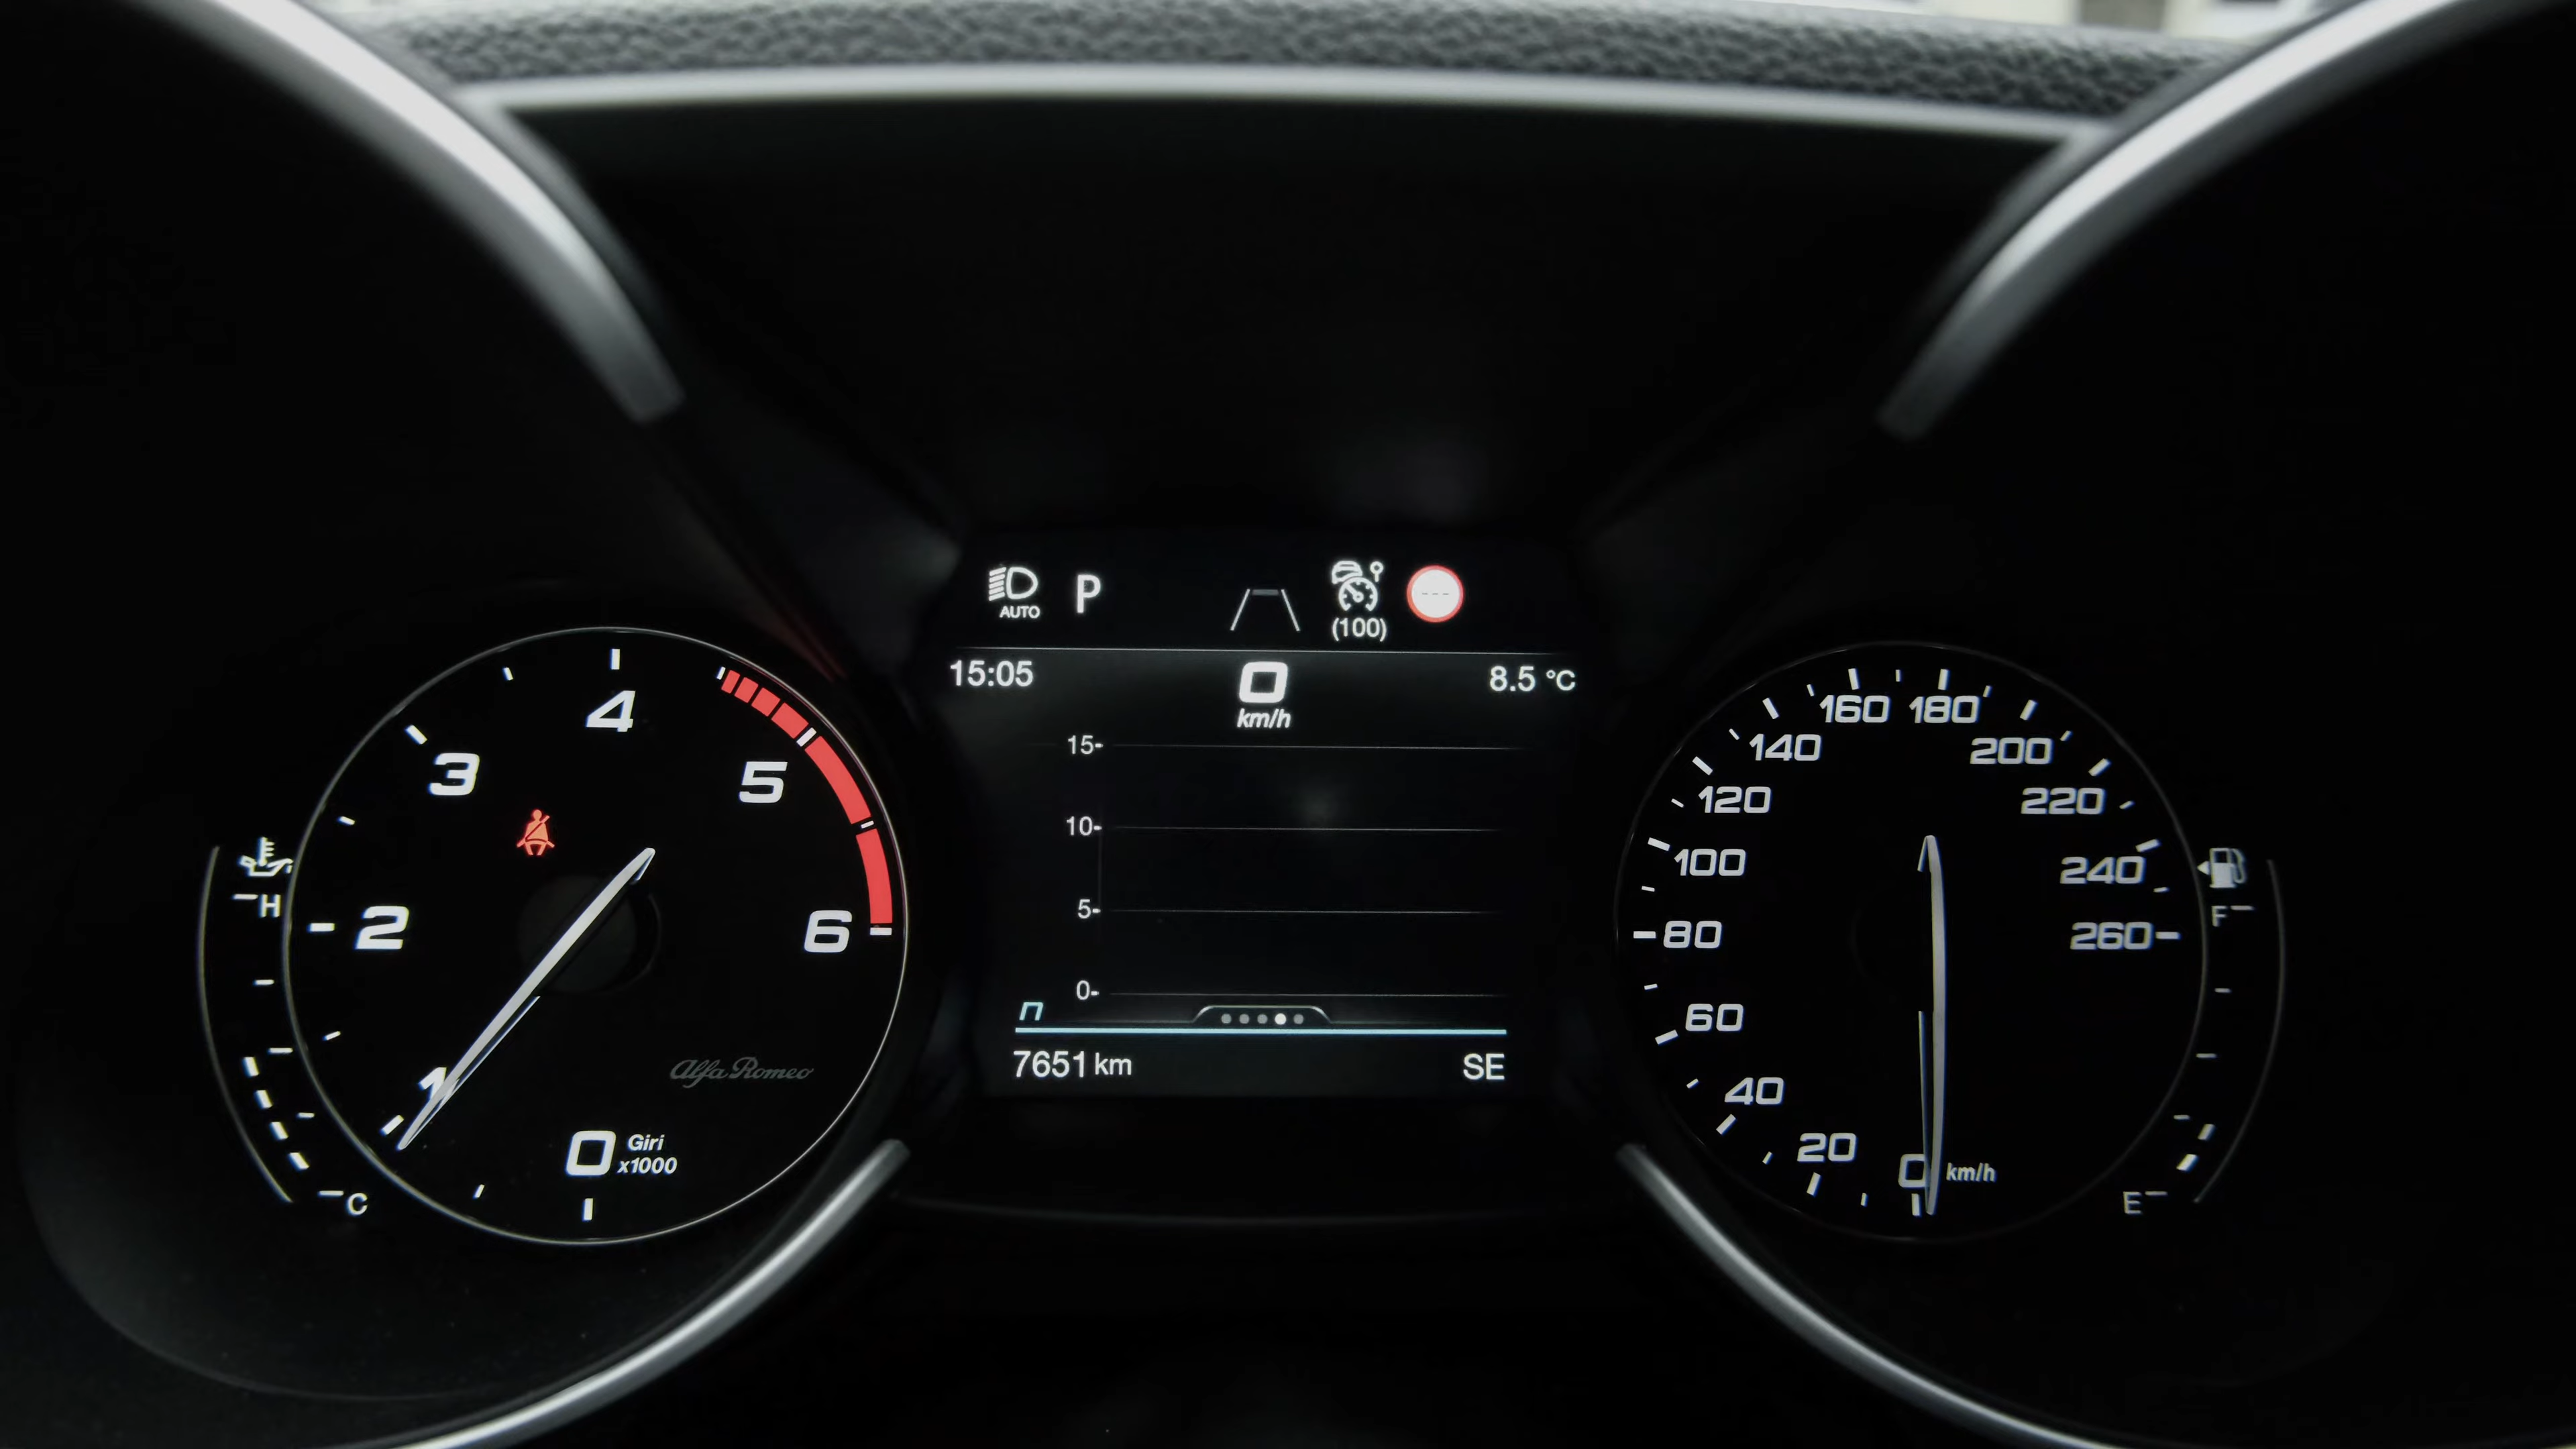 AUTO P (100)
15:05 0 8.5 °C
km/h
15-
10-
5-
0-
n
7651 km SE
4
3 5
2 6
1
0 Giri
x1000
Alfa Romeo
H
C
160 180
140 200
120 220
100 240
80 260
60
40
20
0 km/h
F
E